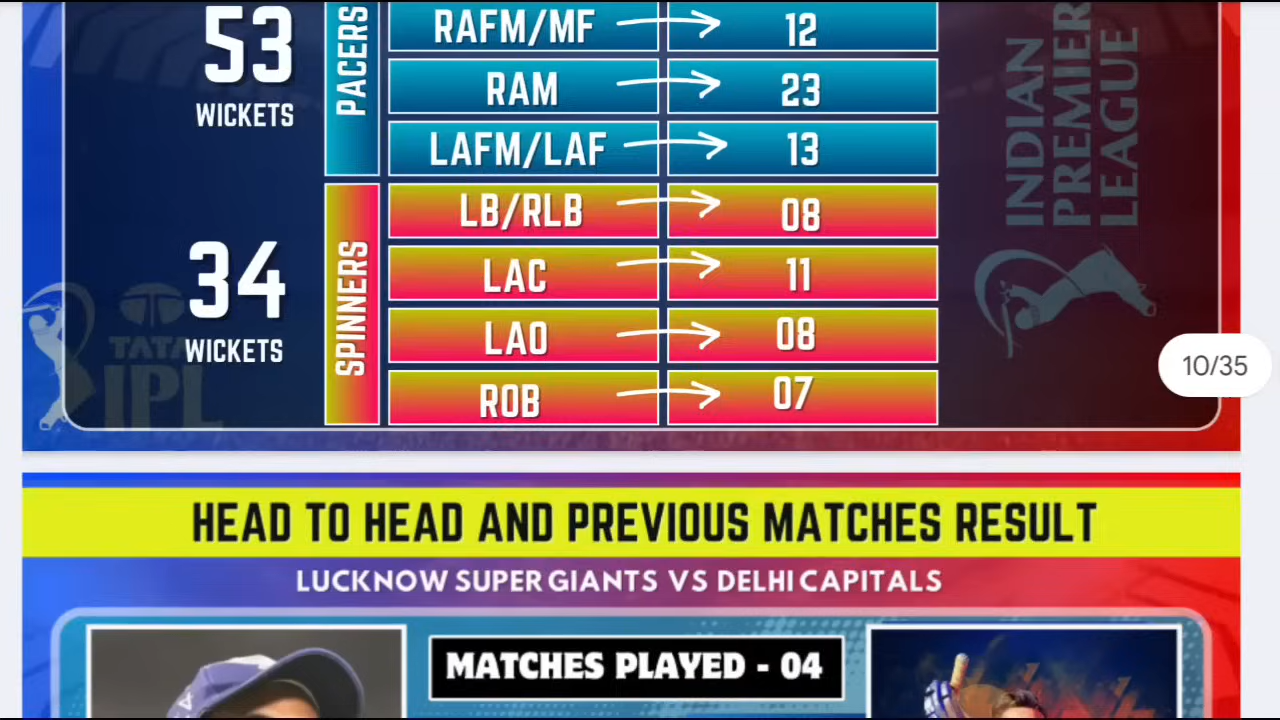 53
WICKETS
PACERS
RAFM/MF 12
RAM 23
LAFM/LAF 13
34
WICKETS
SPINNERS
LB/RLB 08
LAC 11
LAO 08
ROB 07
TATA
IPL
INDIAN
PREMIER
LEAGUE
10/35
HEAD TO HEAD AND PREVIOUS MATCHES RESULT
LUCKNOW SUPER GIANTS VS DELHI CAPITALS
MATCHES PLAYED - 04